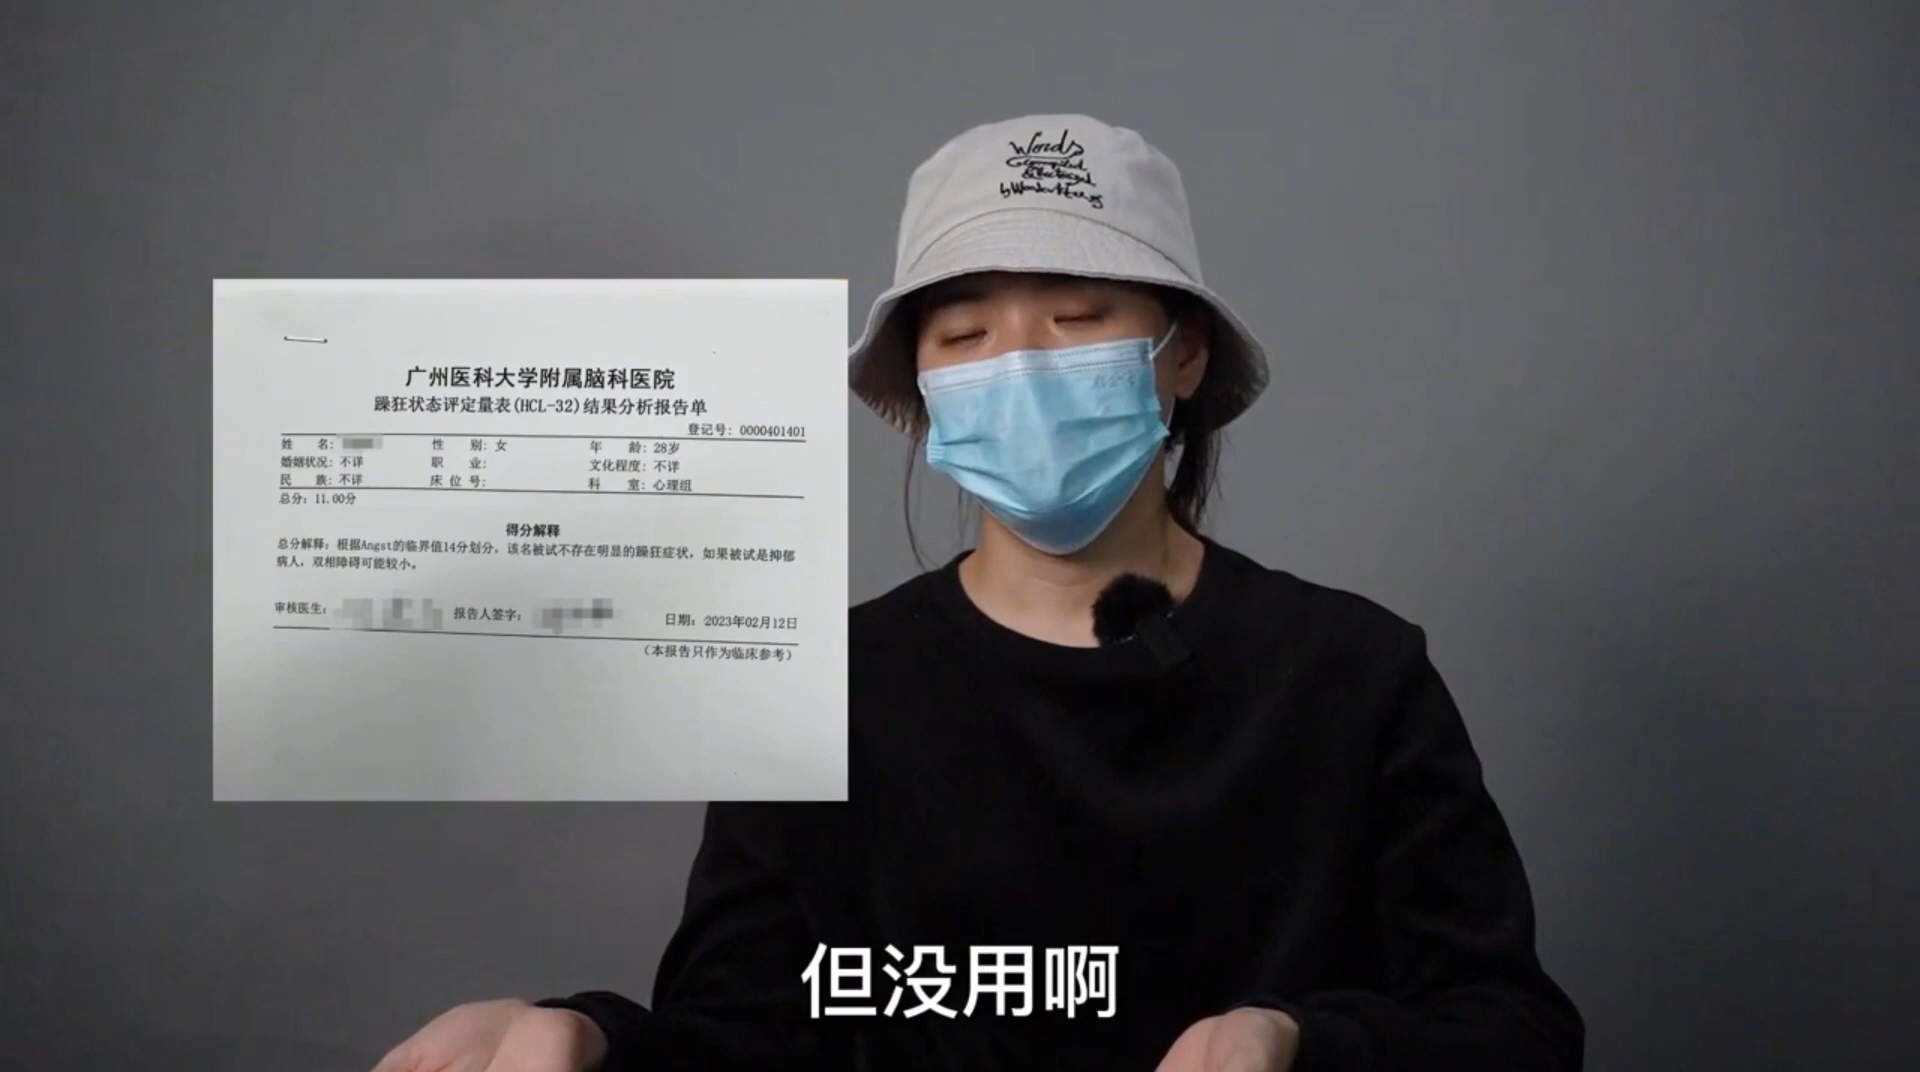 Words
广州医科大学附属脑科医院
躁狂状态评定量表(HCL-32)结果分析报告单
登记号: 0000401401
姓 名: 性 别: 女 年 龄: 28岁
婚姻状况: 不详 职 业: 文化程度: 不详
民 族: 不详 床 位 号: 科 室: 心理组
总分: 11.00分
得分解释
总分解释: 根据Angst的临界值14分划分, 该名被试不存在明显的躁狂症状, 如果被试是抑郁
病人, 双相障碍可能较小。
审核医生: 报告人签字: 日期: 2023年02月12日
(本报告只作为临床参考)
但没用啊